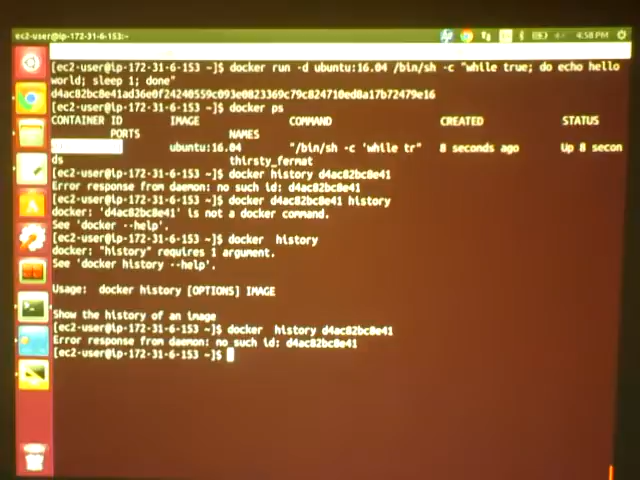 ec2-user@ip-172-31-6-153:~
4:58 PM
[ec2-user@ip-172-31-6-153 ~]$ docker run -d ubuntu:16.04 /bin/sh -c "while true; do echo hello
world; sleep 1; done"
d4ac82bc8e41ad36e0f24240559c093e0823369c79c824710ed8a17b72479e16
[ec2-user@ip-172-31-6-153 ~]$ docker ps
CONTAINER ID IMAGE COMMAND CREATED STATUS
PORTS NAMES
ubuntu:16.04 "/bin/sh -c 'while tr" 8 seconds ago Up 8 secon
ds thirsty_fermat
[ec2-user@ip-172-31-6-153 ~]$ docker history d4ac82bc8e41
Error response from daemon: no such id: d4ac82bc8e41
[ec2-user@ip-172-31-6-153 ~]$ docker d4ac82bc8e41 history
docker: 'd4ac82bc8e41' is not a docker command.
See 'docker --help'.
[ec2-user@ip-172-31-6-153 ~]$ docker  history
docker: "history" requires 1 argument.
See 'docker history --help'.
Usage:  docker history [OPTIONS] IMAGE
Show the history of an image
[ec2-user@ip-172-31-6-153 ~]$ docker  history d4ac82bc8e41
Error response from daemon: no such id: d4ac82bc8e41
[ec2-user@ip-172-31-6-153 ~]$